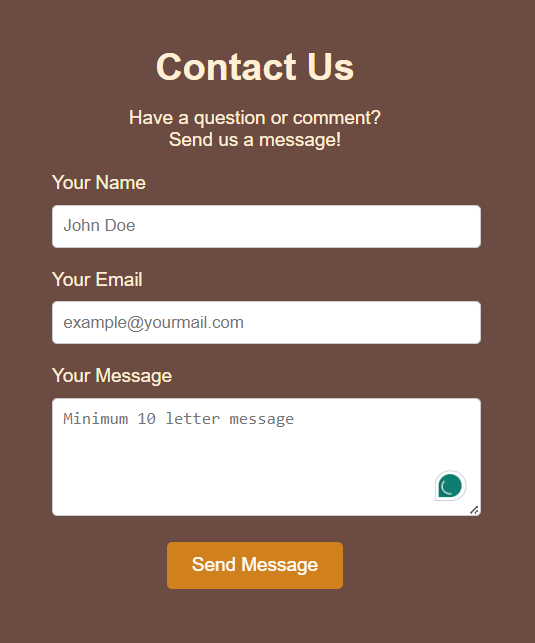 Contact Us
Have a question or comment?
Send us a message!
Your Name
John Doe
Your Email
example@yourmail.com
Your Message
Minimum 10 letter message
Send Message